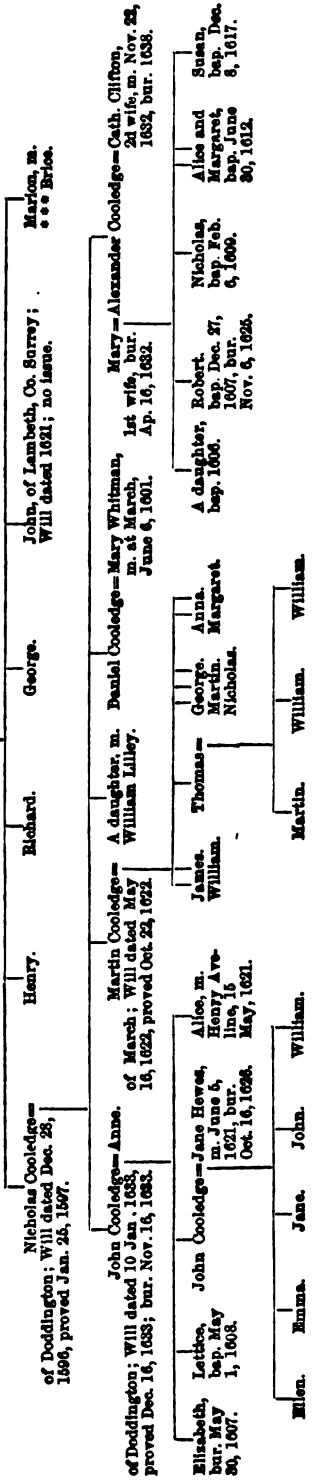 Nicholas Cooledge=
of Doddington; Will dated Dec. 28,
1596, proved Jan. 25, 1597.
Henry.
Richard.
George.
John, of Lambeth, Co. Surrey;
Will dated 1621; no issue.
Marion, m.
* * * Brice.
John Cooledge=Anne.
of Doddington; Will dated 10 Jan, 1633,
proved Dec. 16, 1633; bur. Nov. 16, 1633.
Martin Cooledge=
of March; Will dated May
16, 1622, proved Oct. 22, 1622.
A daughter, m.
William Lilley.
Daniel Cooledge=Mary Whitman,
m. at March,
June 6, 1601.
Mary=Alexander Cooledge=Cath. Clifton,
1st wife, bur.
Ap. 16, 1632.
2d wife, m. Nov. 22,
1632, bur. 1638.
Elizabeth,
bur. May
30, 1607.
Lettice,
bap. May
1, 1608.
John Cooledge=Jane Hewes,
m. June 5,
1621, bur.
Oct. 16, 1626.
Alice, m.
Henry Ave-
line, 15
May, 1621.
James.
William.
Thomas=
George.
Martin.
Nicholas.
Anna.
Margaret.
A daughter,
bap. 1606.
Robert.
bap. Dec. 27,
1607, bur.
Nov. 6, 1625.
Nicholas,
bap. Feb.
6, 1609.
Alice and
Margaret,
bap. June
30, 1612.
Susan,
bap. Dec.
8, 1617.
Ellen.
Emma.
Jane.
John.
William.
Martin.
William.
William.